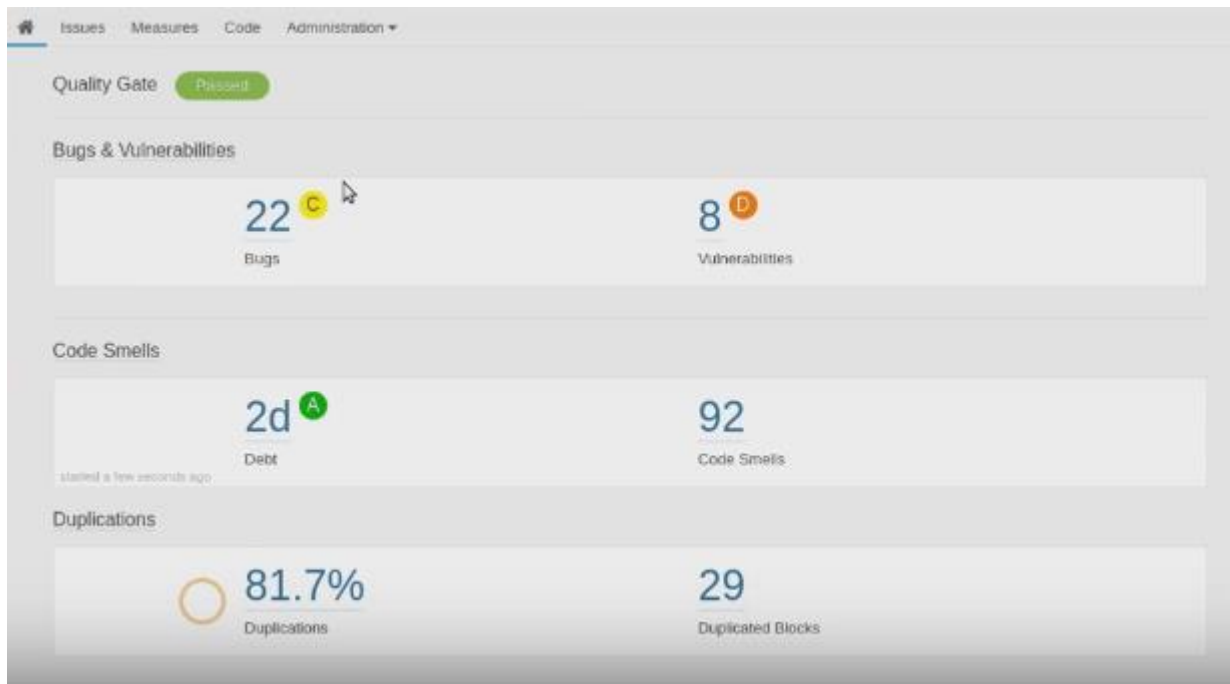 Issues Measures Code Administration
Quality Gate Passed
Bugs & Vulnerabilities
22 C
8 D
Bugs
Vulnerabilities
Code Smells
2d A
92
Debt
Code Smells
started a few seconds ago
Duplications
81.7%
29
Duplications
Duplicated Blocks